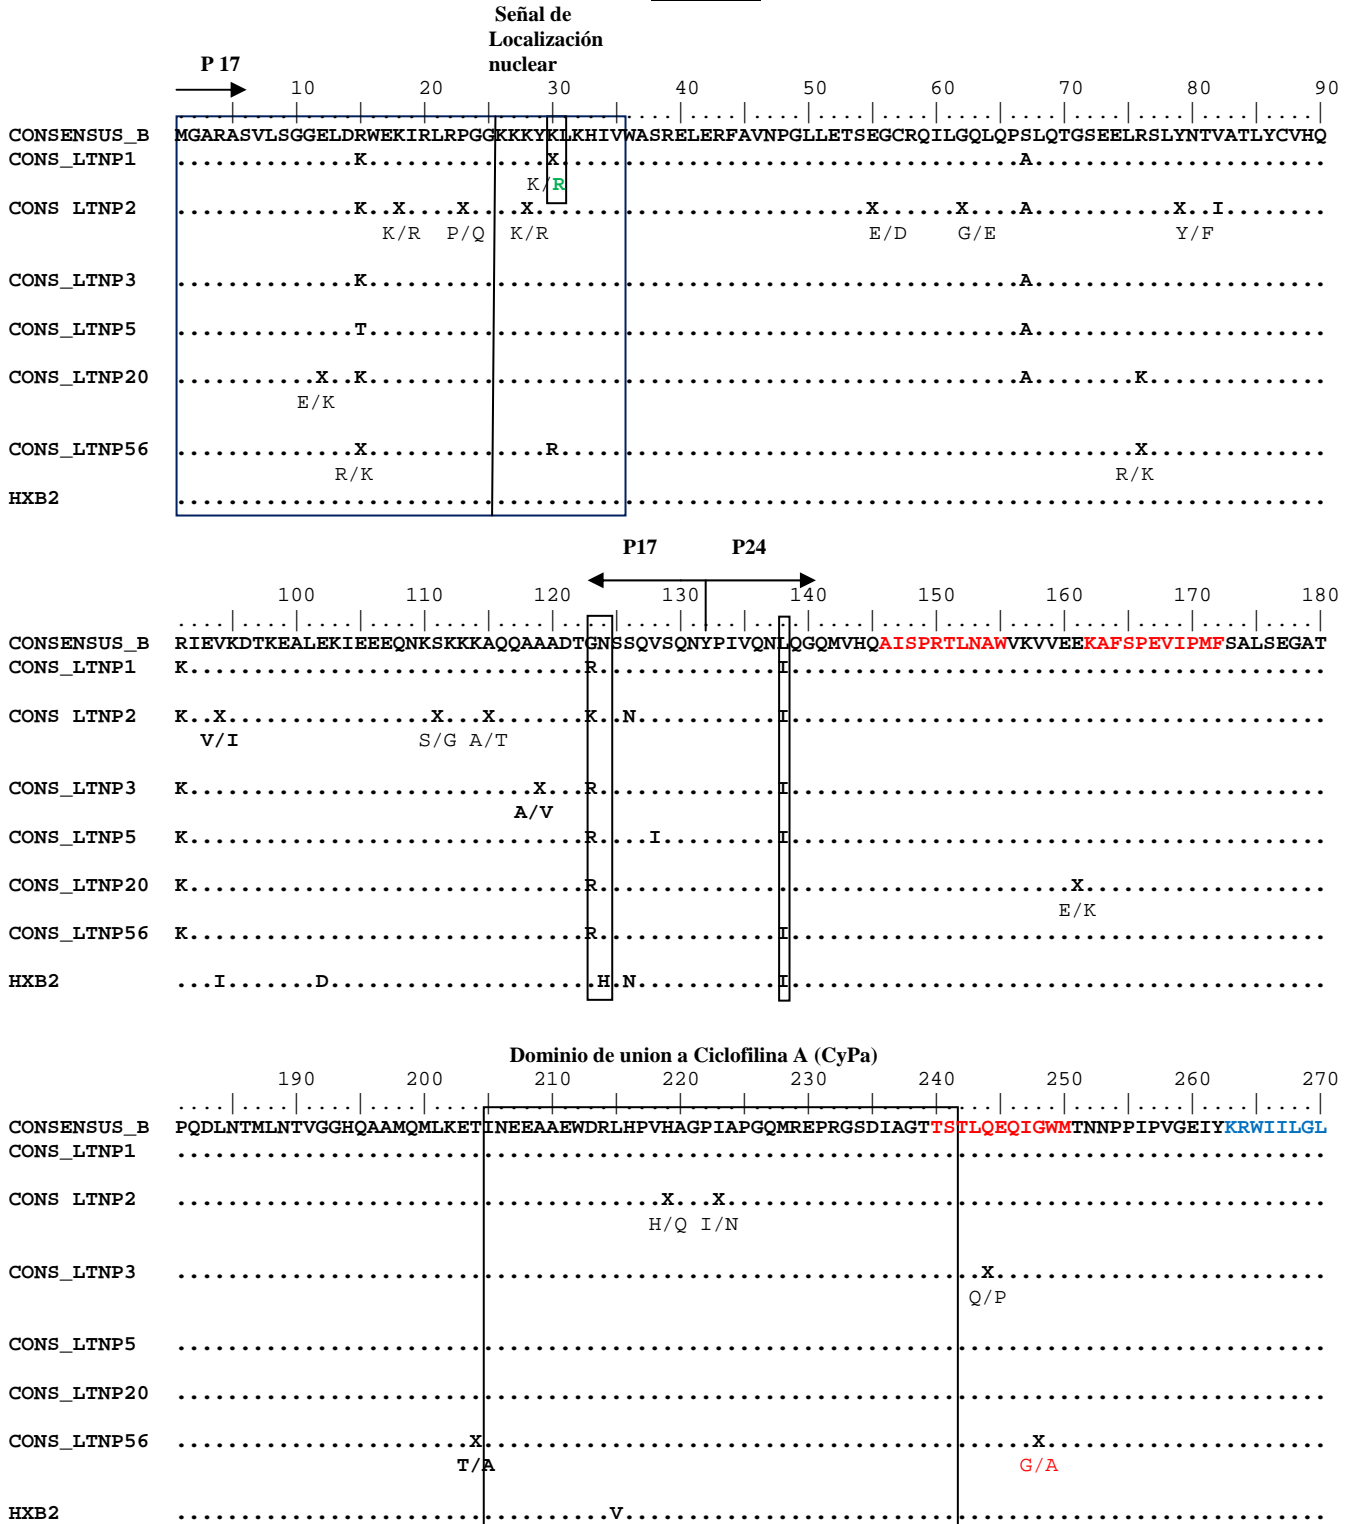 Señal de
Localización
nuclear
P 17
10 20 30 40 50 60 70 80 90
CONSENSUS_B MGARASVLSGGELDRWEKIRLRPGGKKKYKLKHIVWASRELERFAVNPGLLETSEGCRQILGQLQPSLQTGSEELRSLYNTVATLYCVHQ
CONS_LTNP1 ..............K..............X....................................A.......................
K/R
CONS LTNP2 ..............K..X....X....X..........................X......X....A...........X..I........
K/R P/Q K/R E/D G/E Y/F
CONS_LTNP3 ..............K...................................................A.......................
CONS_LTNP5 ..............T...................................................A.......................
CONS_LTNP20 ...........X..K...................................................A........K..............
E/K
CONS_LTNP56 ..............X..............R.............................................X..............
R/K R/K
HXB2 ..........................................................................................
P17 P24
100 110 120 130 140 150 160 170 180
CONSENSUS_B RIEVKDTKEALEKIEEEQNKSKKKAQQAAADTGNSSQVSQNYPIVQNLQGQMVHQAISPRTLNAWVKVVEEKAFSPEVIPMFSALSEGAT
CONS_LTNP1 K...............................R..............I..........................................
CONS LTNP2 K..X................X...X.......K..N...........I..........................................
V/I S/G A/T
CONS_LTNP3 K...........................X...R..............I..........................................
A/V
CONS_LTNP5 K...............................R....I.........I..........................................
CONS_LTNP20 K...............................R.....................................X...................
E/K
CONS_LTNP56 K...............................R..............I..........................................
HXB2 ...I.......D.....................H.N...........I..........................................
Dominio de union a Ciclofilina A (CyPa)
190 200 210 220 230 240 250 260 270
CONSENSUS_B PQDLNTMLNTVGGHQAAMQMLKETINEEAAEWDRLHPVHAGPIAPGQMREPRGSDIAGTTSTLQEQIGWMTNNPPIPVGEIYKRWIILGL
CONS_LTNP1 ..........................................................................................
CONS LTNP2 ......................................X...X...............................................
H/Q I/N
CONS_LTNP3 ...............................................................X..........................
Q/P
CONS_LTNP5 ..........................................................................................
CONS_LTNP20 ..........................................................................................
CONS_LTNP56 .......................X...........................................X......................
T/A G/A
HXB2 ..................................V.......................................................